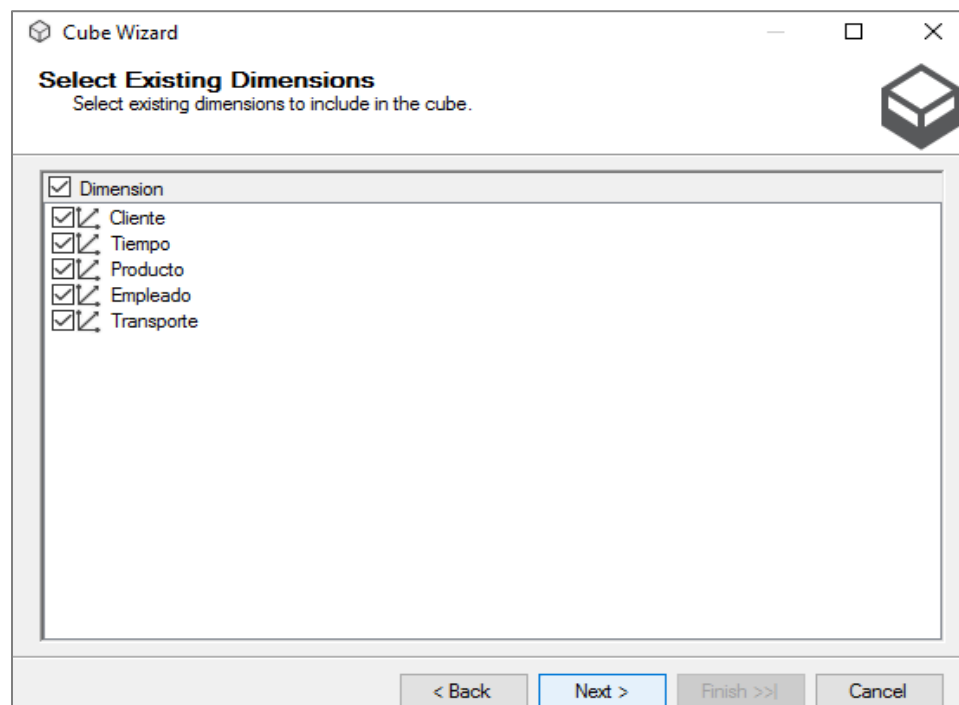 Cube Wizard
Select Existing Dimensions
Select existing dimensions to include in the cube.
Dimension
Cliente
Tiempo
Producto
Empleado
Transporte
< Back Next > Finish >>| Cancel